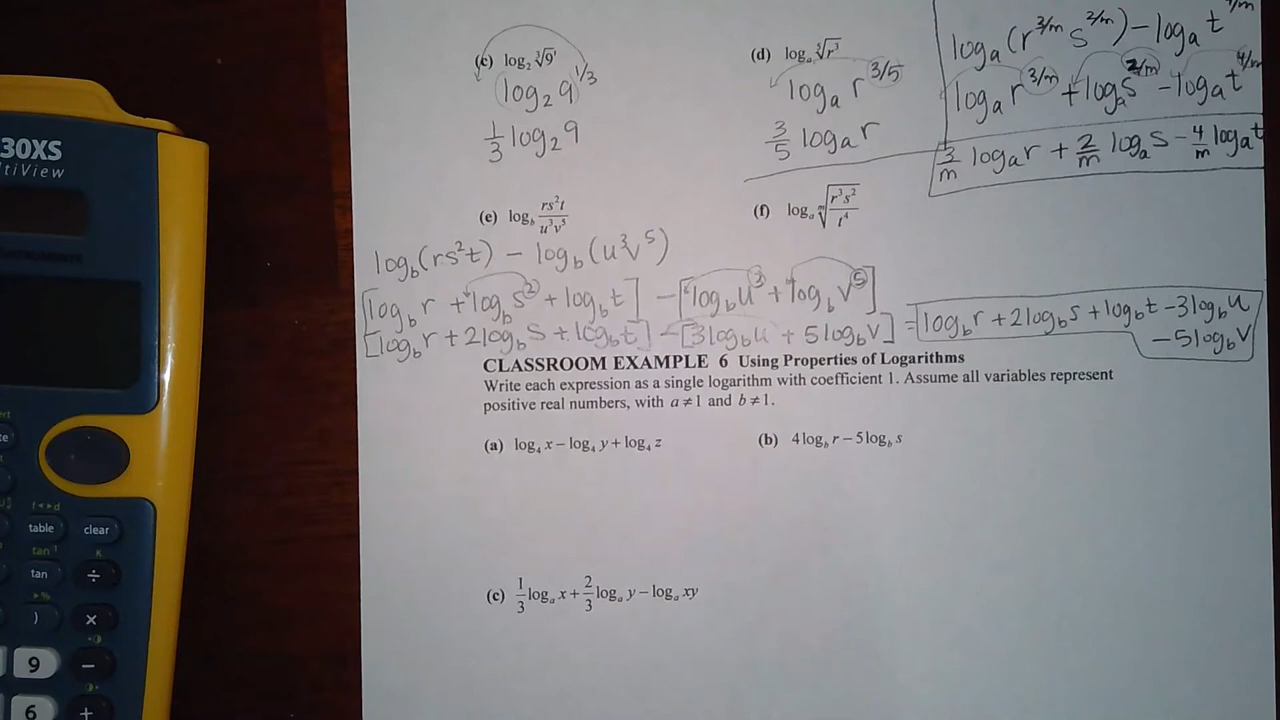 30XS
MultiView
(c) log₂ ∛9
log₂ 9^1/3
1/3 log₂ 9
(d) logₐ ⁵√r³
logₐ r^3/5
3/5 logₐ r
logₐ(r^3/m s^2/m) − logₐ t^4/m
logₐ r^3/m + logₐ s^2/m − logₐ t^4/m
3/m logₐ r + 2/m logₐ s − 4/m logₐ t
(e) log_b rs²t/u³v⁵
(f) logₐ ᵐ√(r³s²/t⁴)
log_b(rs²t) − log_b(u³v⁵)
[log_b r + log_b s² + log_b t] − [log_b u³ + log_b v⁵]
[log_b r + 2log_b s + log_b t] − [3log_b u + 5log_b v] = log_b r + 2log_b s + log_b t − 3log_b u
− 5log_b v
CLASSROOM EXAMPLE 6 Using Properties of Logarithms
Write each expression as a single logarithm with coefficient 1. Assume all variables represent
positive real numbers, with a ≠ 1 and b ≠ 1.
(a) log₄ x − log₄ y + log₄ z
(b) 4 log_b r − 5 log_b s
(c) 1/3 logₐ x + 2/3 logₐ y − logₐ xy
table
clear
tan⁻¹
tan
÷
)
×
9
−
6
+